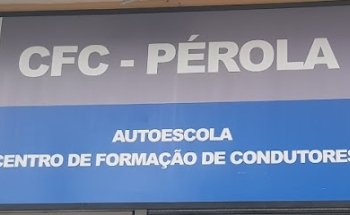 CFC - PÉROLA
AUTOESCOLA
CENTRO DE FORMAÇÃO DE CONDUTORES